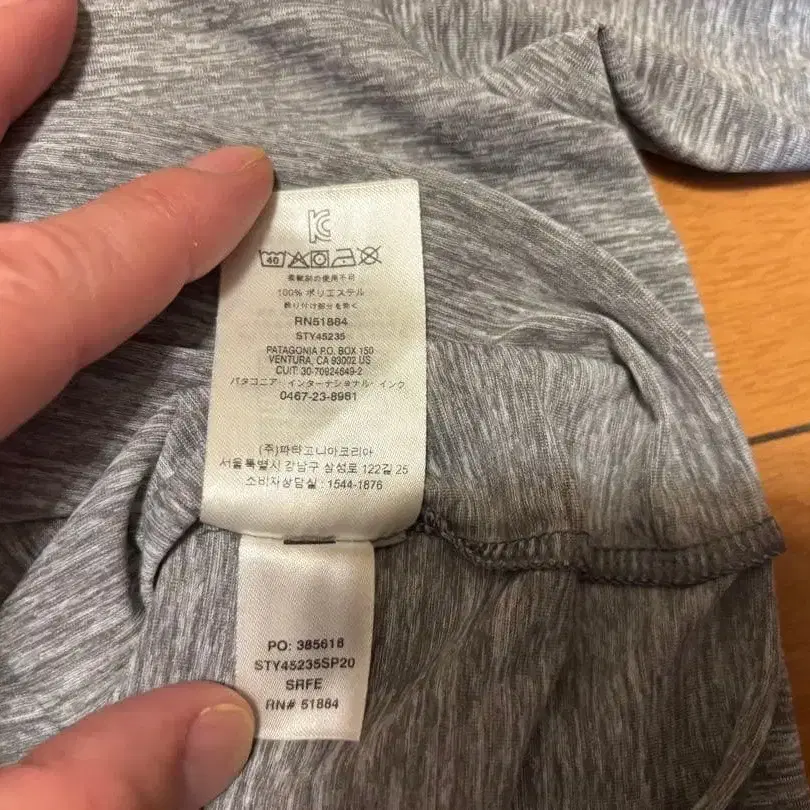 40
柔軟剤の使用不可
100% ポリエステル
飾り付け部分を除く
RN51884
STY45235
PATAGONIA P.O. BOX 150
VENTURA, CA 93002 US
CUIT: 30-70924849-2
パタゴニア・インターナショナル・インク
0467-23-8961
(주)파타고니아코리아
서울특별시 강남구 삼성로 122길 25
소비자상담실 : 1544-1876
PO: 385618
STY45235SP20
SRFE
RN# 51884